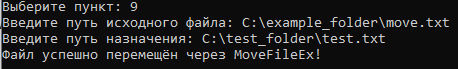 Выберите пункт: 9
Введите путь исходного файла: C:\example_folder\move.txt
Введите путь назначения: C:\test_folder\test.txt
Файл успешно перемещён через MoveFileEx!